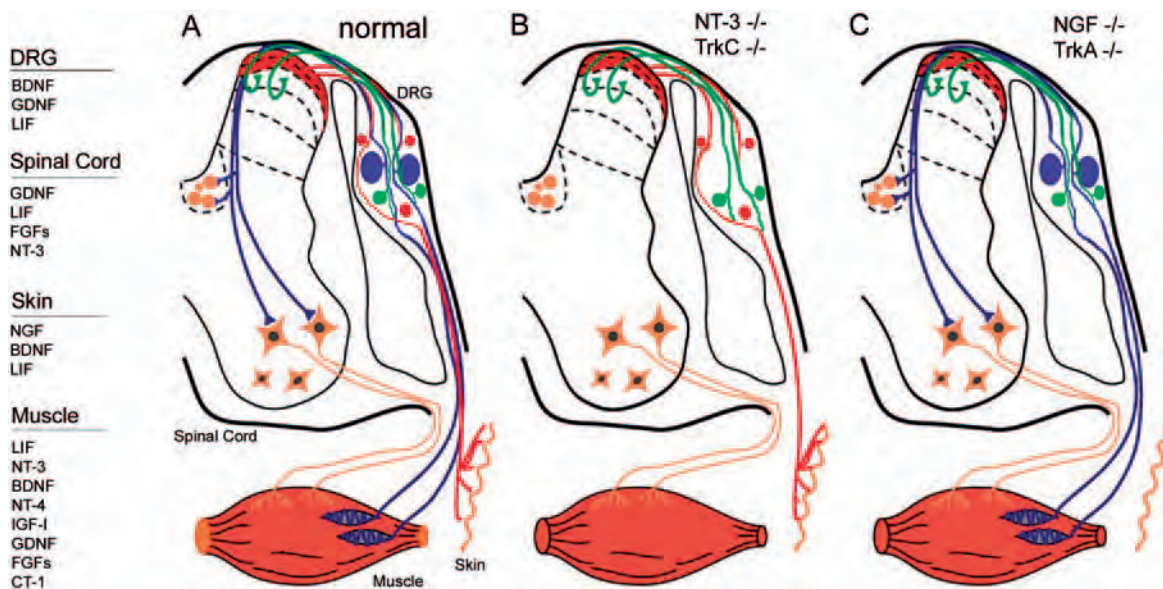 DRG
BDNF
GDNF
LIF
Spinal Cord
GDNF
LIF
FGFs
NT-3
Skin
NGF
BDNF
LIF
Muscle
LIF
NT-3
BDNF
NT-4
IGF-I
GDNF
FGFs
CT-1
A normal
DRG
Spinal Cord
Muscle
Skin
B NT-3 -/-
TrkC -/-
C NGF -/-
TrkA -/-